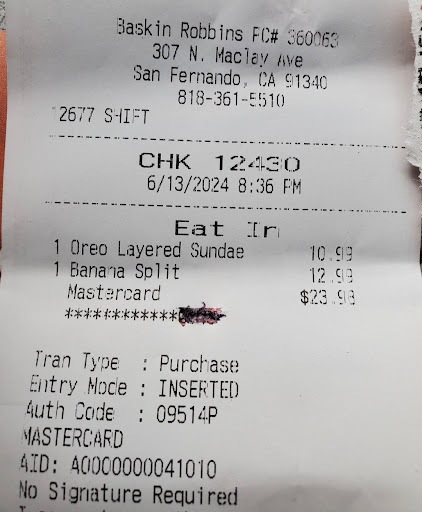 Baskin Robbins FC# 360063
307 N. Maclay Ave
San Fernando, CA 91340
818-361-5510
2677 SHIFT
CHK 12430
6/13/2024 8:36 PM
Eat In
1 Oreo Layered Sundae 10.99
1 Banana Split 12.99
Mastercard $23.98
************
Tran Type : Purchase
Entry Mode : INSERTED
Auth Code : 09514P
MASTERCARD
AID: A0000000041010
No Signature Required